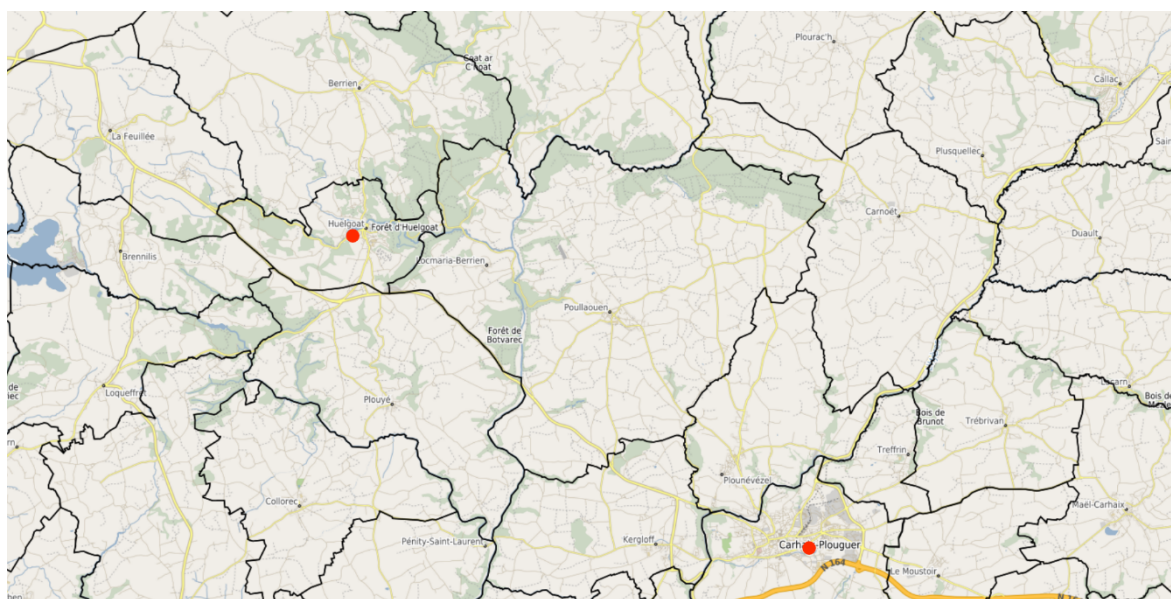 Plourac'h
Coat ar
C'hoat
Callac
Berrien
La Feuillée
Plusquellec
Carnoët
Huelgoat
Forêt d'Huelgoat
Duault
Brennilis
Locmaria-Berrien
Poullaouen
Forêt de
Botvarec
Loqueffret
Plouyé
Bois de
Bois de
Brunot
Trébrivan
Treffrin
Plounévézel
Collorec
Maël-Carhaix
Pénity-Saint-Laurent
Kergloff
Plouguer
Le Moustoir
N 164